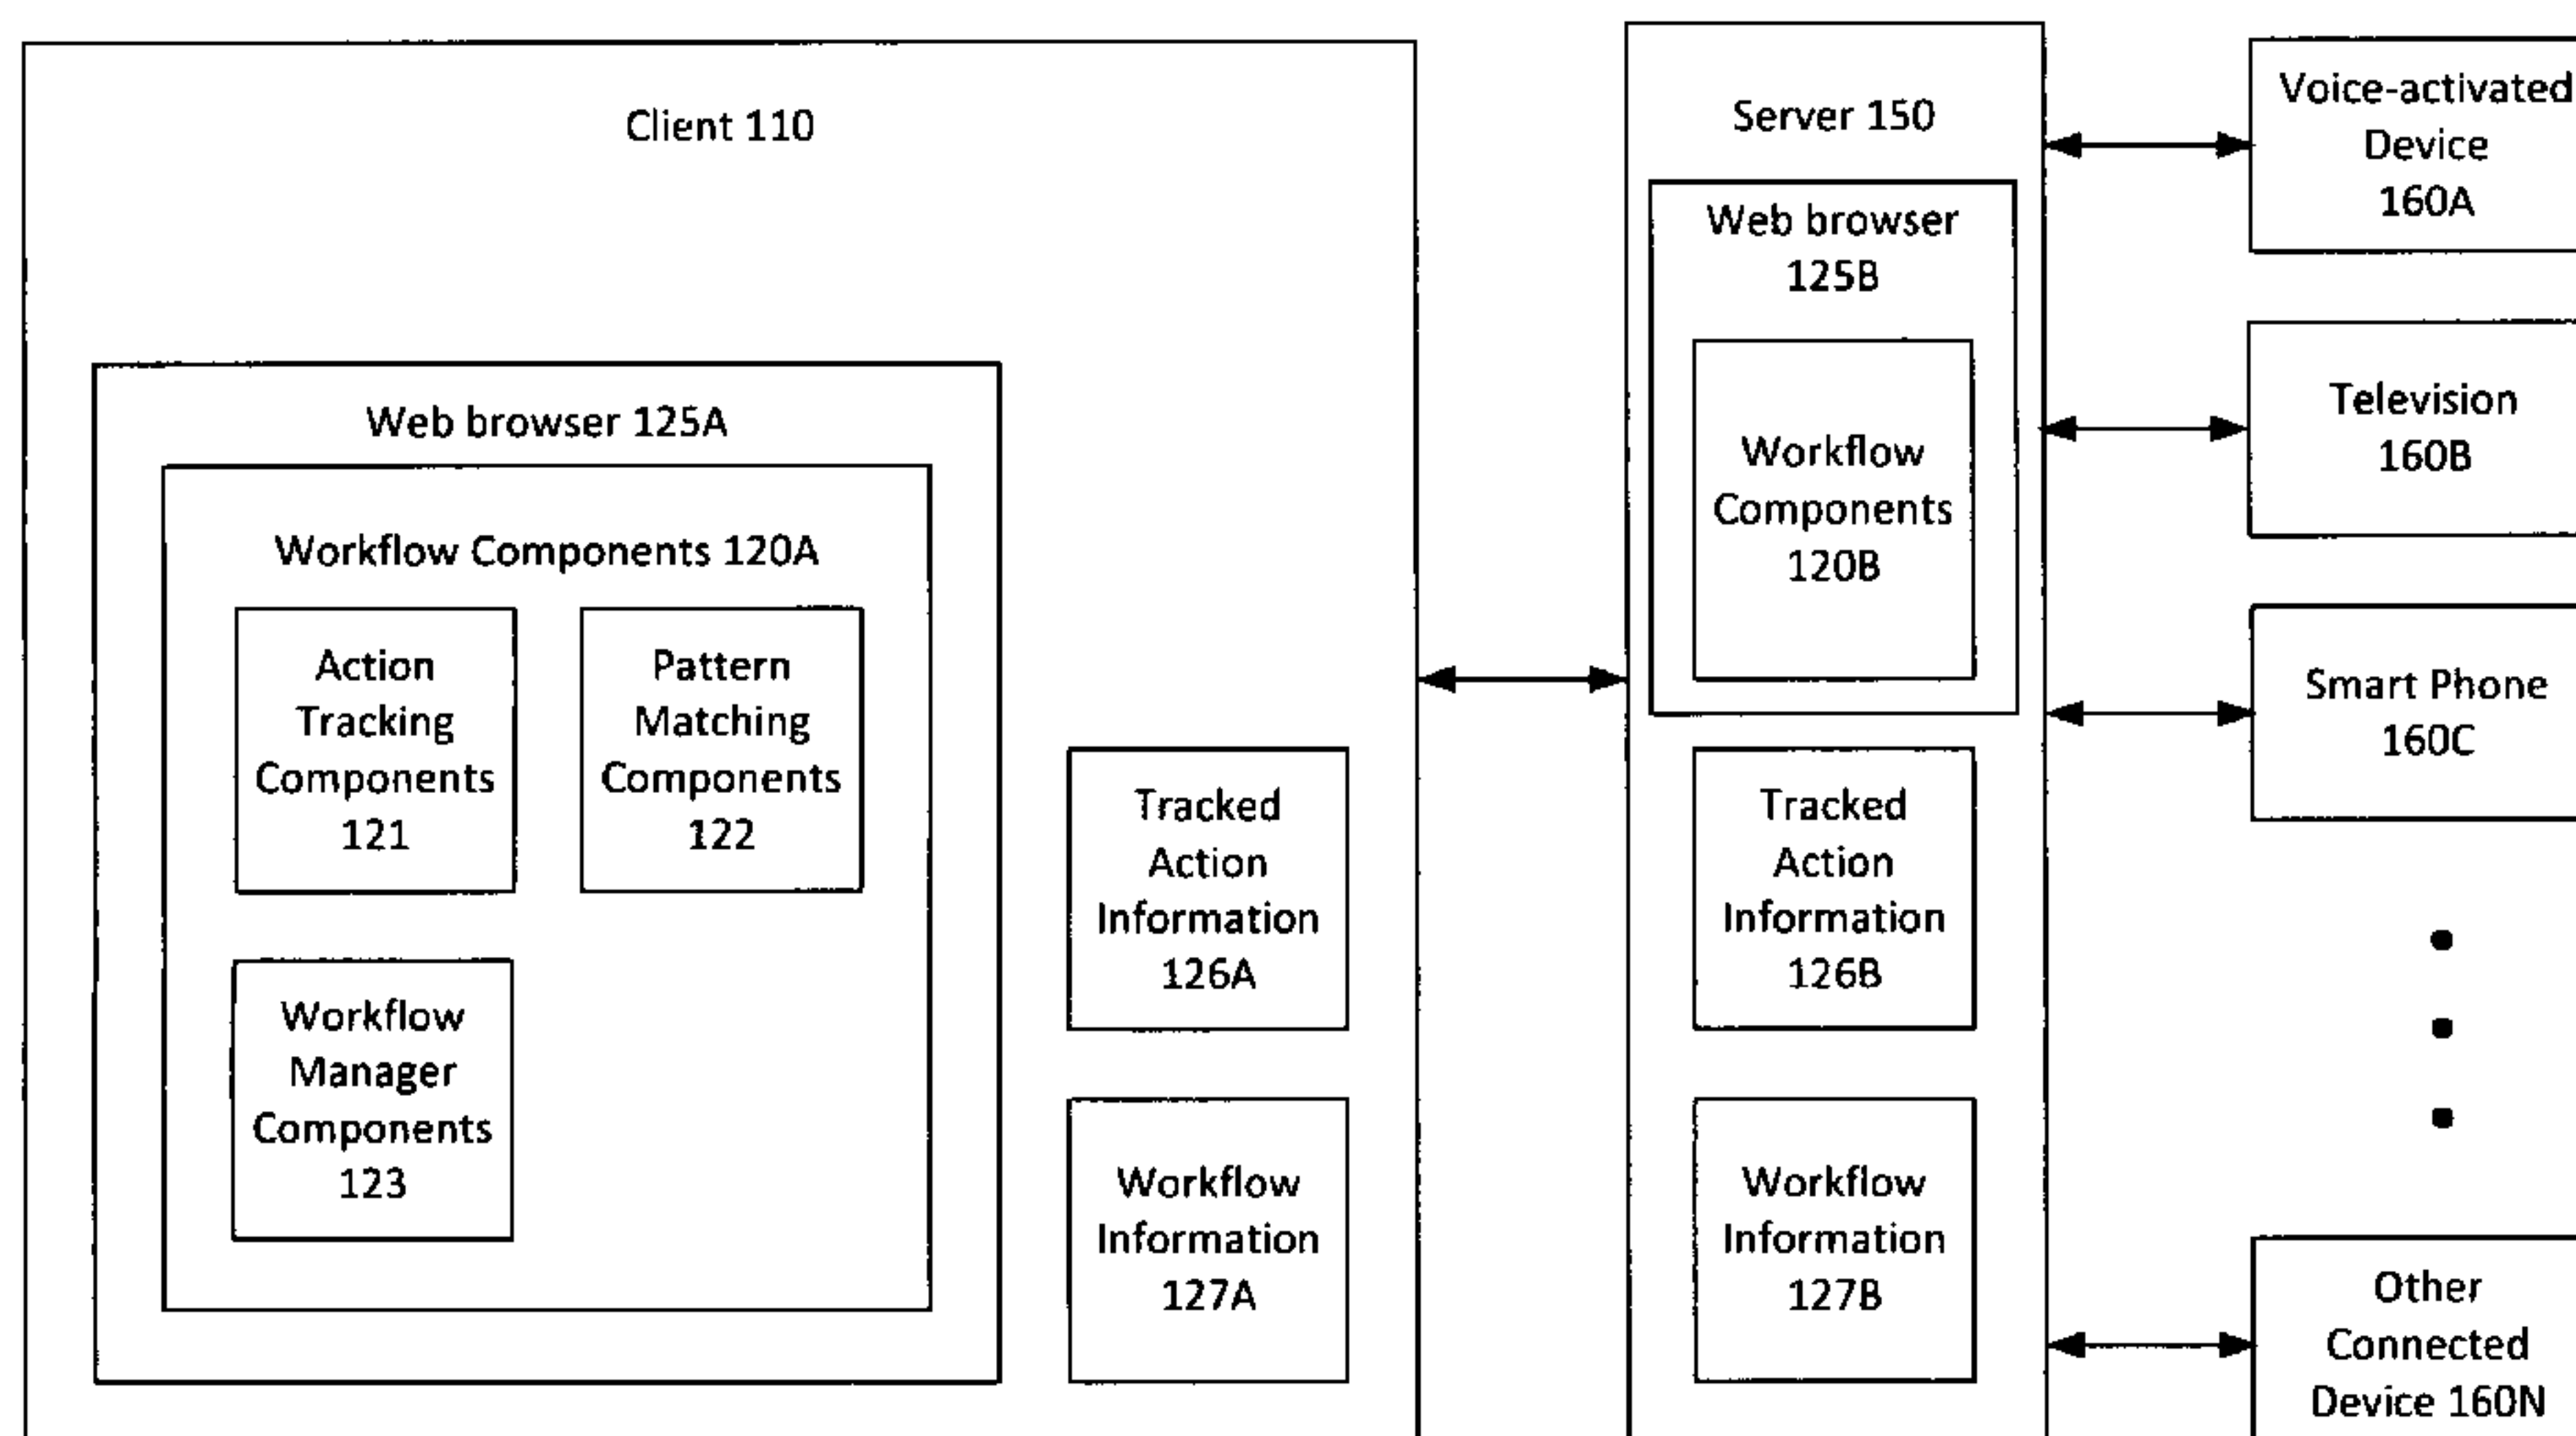 Client 110
Web browser 125A
Workflow Components 120A
Action
Tracking
Components
121
Pattern
Matching
Components
122
Workflow
Manager
Components
123
Tracked
Action
Information
126A
Workflow
Information
127A
Server 150
Web browser
125B
Workflow
Components
120B
Tracked
Action
Information
126B
Workflow
Information
127B
Voice-activated
Device
160A
Television
160B
Smart Phone
160C
Other
Connected
Device 160N